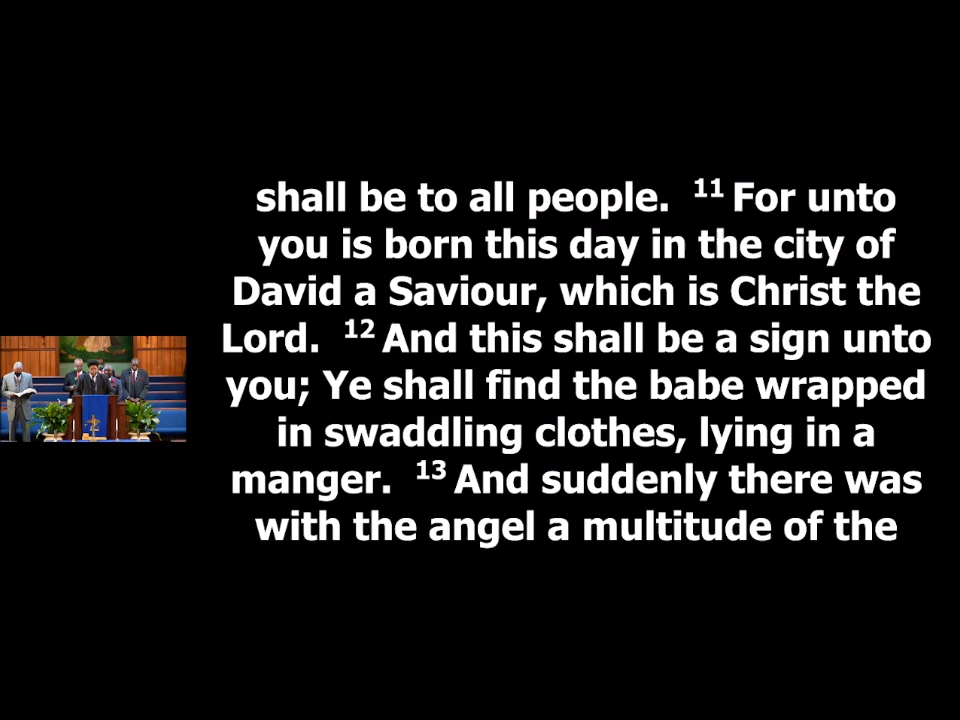 shall be to all people. 11 For unto
you is born this day in the city of
David a Saviour, which is Christ the
Lord. 12 And this shall be a sign unto
you; Ye shall find the babe wrapped
in swaddling clothes, lying in a
manger. 13 And suddenly there was
with the angel a multitude of the